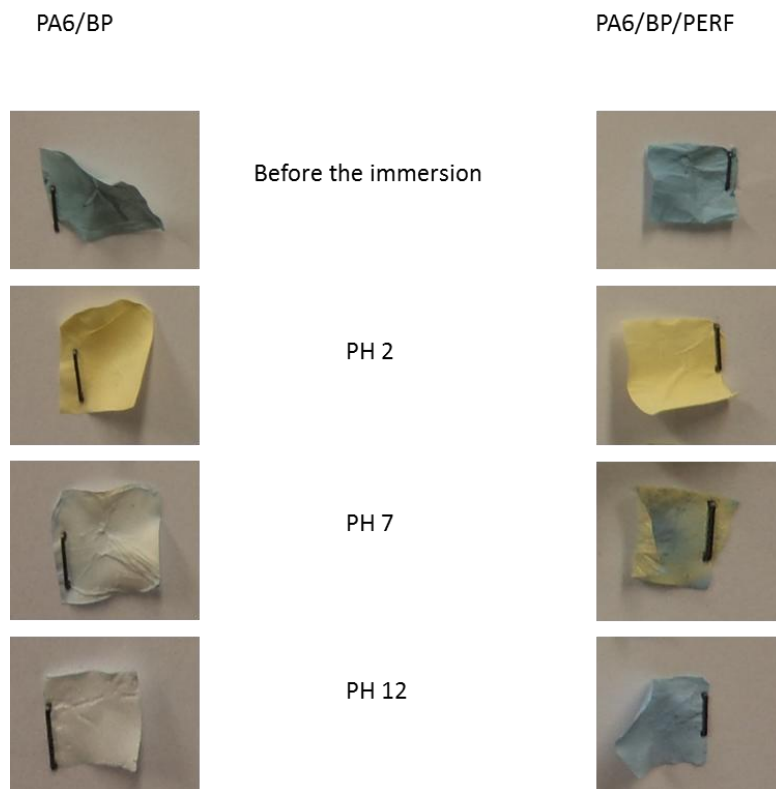 PA6/BP
PA6/BP/PERF
Before the immersion
PH 2
PH 7
PH 12